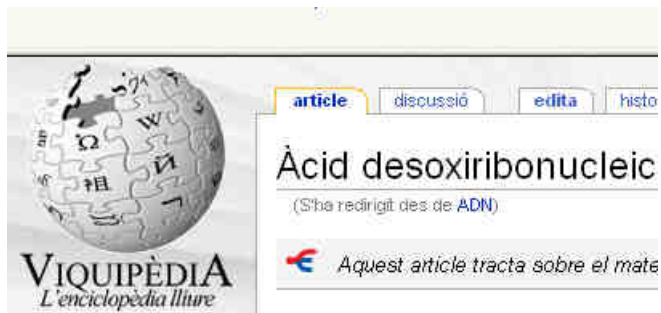 article discussió edita histo
Àcid desoxiribonucleic
(S'ha redirigit des de ADN)
Aquest article tracta sobre el mate
VIQUIPÈDIA
L'enciclopèdia lliure